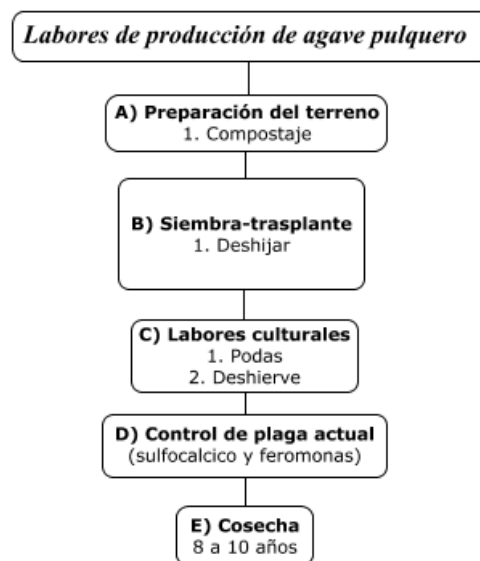 Labores de producción de agave pulquero
A) Preparación del terreno
1. Compostaje
B) Siembra-trasplante
1. Deshijar
C) Labores culturales
1. Podas
2. Deshierve
D) Control de plaga actual
(sulfocalcico y feromonas)
E) Cosecha
8 a 10 años